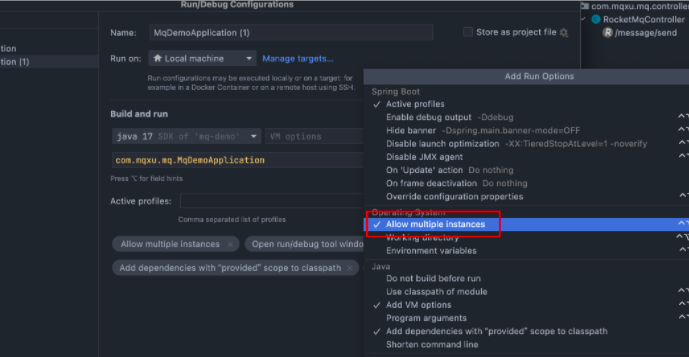 Run/Debug Configurations
com.mqxu.mq.controller
RocketMqController
/message/send
tion
tion (1)
Name: MqDemoApplication (1)
Store as project file
Run on: Local machine Manage targets...
Run configurations may be executed locally or on a target: for
example in a Docker Container or on a remote host using SSH.
Build and run
java 17 SDK of 'mq-demo' VM options
com.mqxu.mq.MqDemoApplication
Press ⌥ for field hints
Active profiles:
Comma separated list of profiles
Allow multiple instances × Open run/debug tool windo
Add dependencies with "provided" scope to classpath ×
Add Run Options
Spring Boot
✓ Active profiles
Enable debug output -Ddebug
Hide banner -Dspring.main.banner-mode=OFF
Disable launch optimization -XX:TieredStopAtLevel=1 -noverify
Disable JMX agent
On 'Update' action Do nothing
On frame deactivation Do nothing
Override configuration properties
Operating System
✓ Allow multiple instances
Working directory
Environment variables
Java
Do not build before run
Use classpath of module
✓ Add VM options
Program arguments
✓ Add dependencies with "provided" scope to classpath
Shorten command line